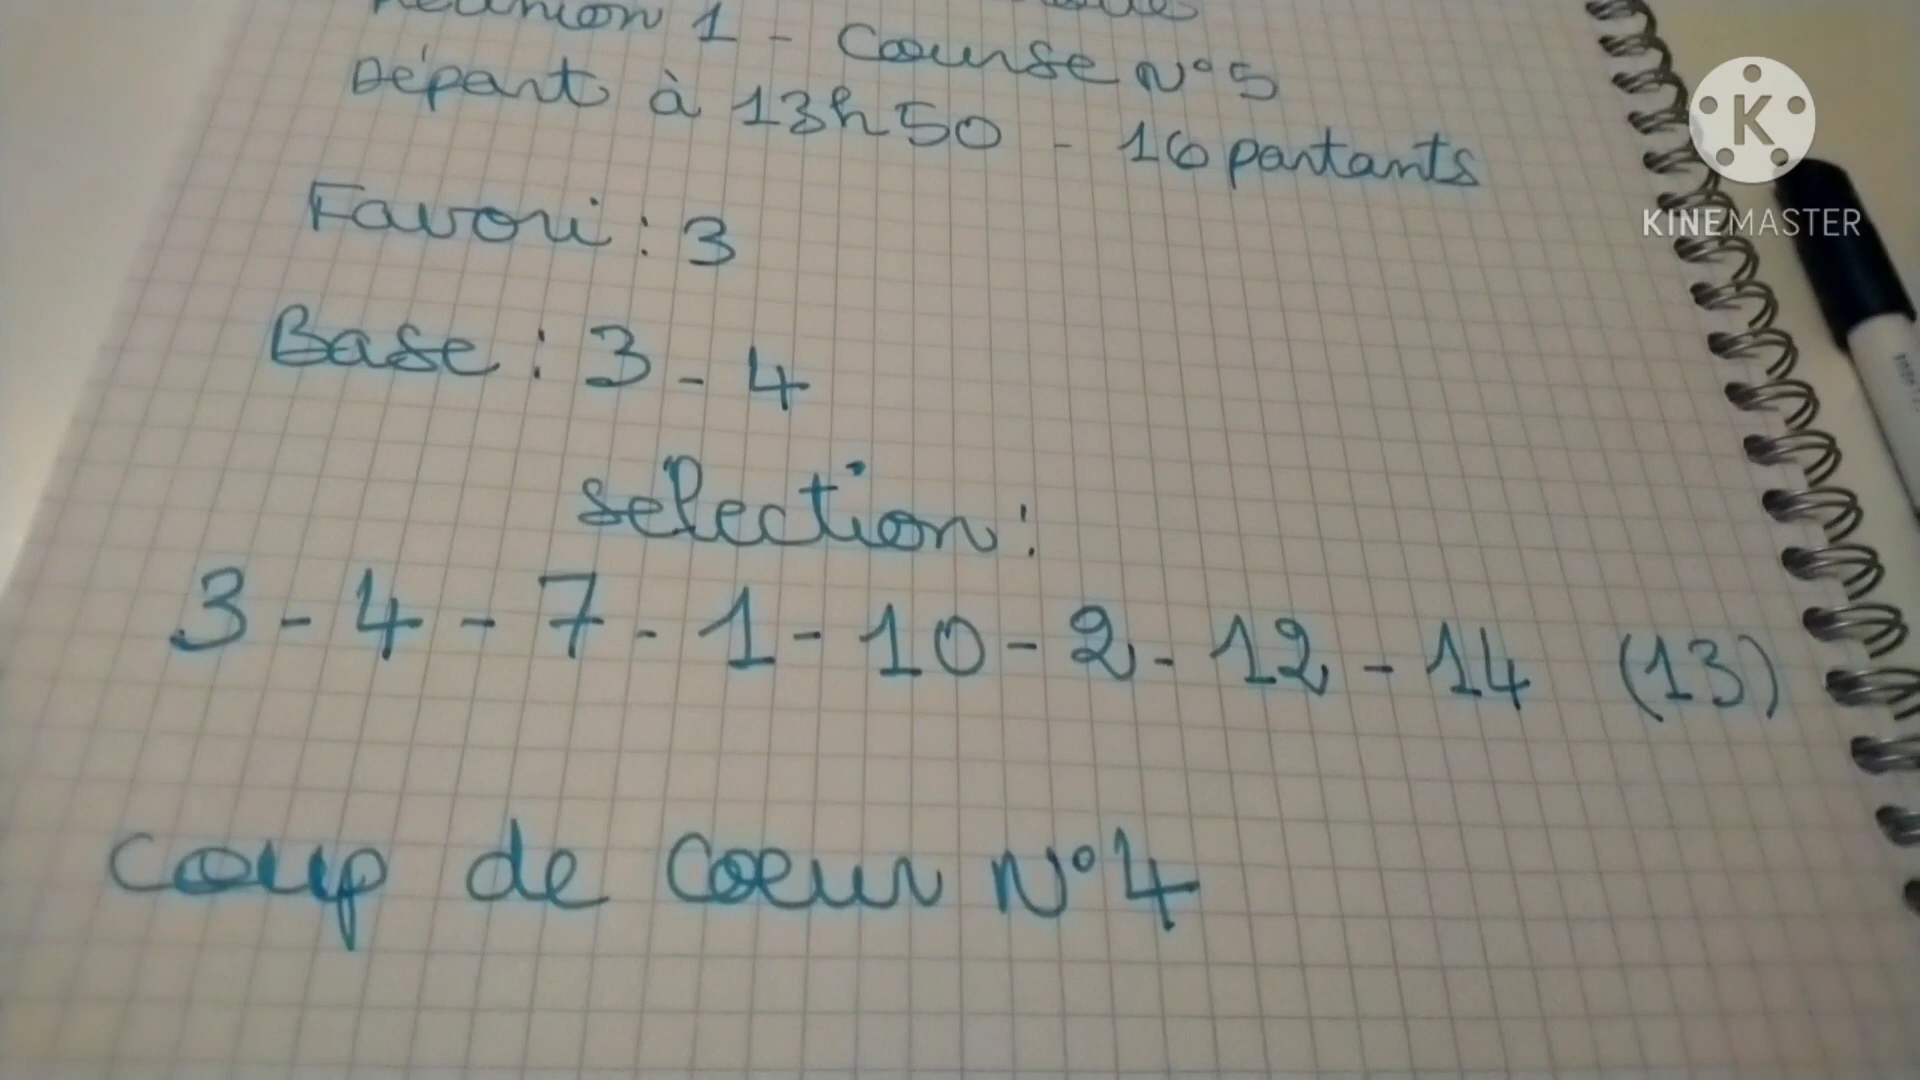 Réunion 1 - Course N°5
Départ à 13h50 - 16 partants
Favori : 3
Base : 3 - 4
selection :
3 - 4 - 7 - 1 - 10 - 2 - 12 - 14 (13)
Coup de Coeur N°4
K
KINEMASTER